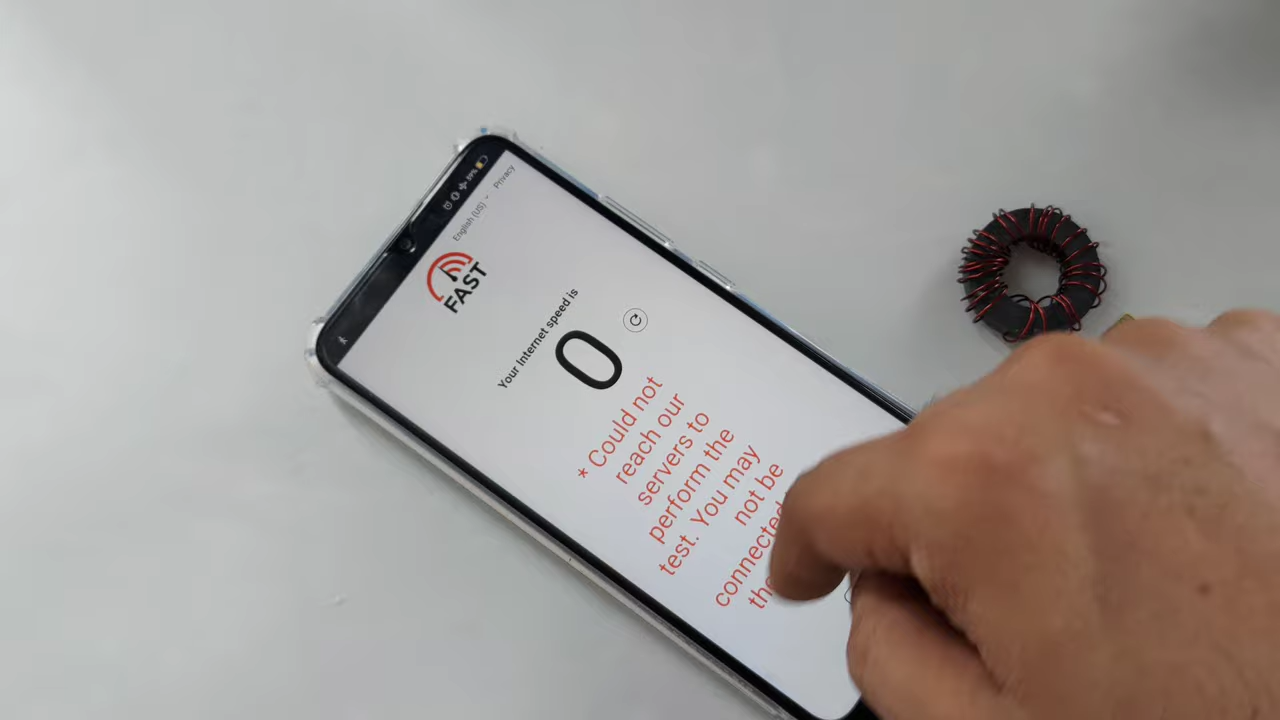 59%
English (US)
Privacy
FAST
Your Internet speed is
0
* Could not
reach our
servers to
perform the
test. You may
not be
connected